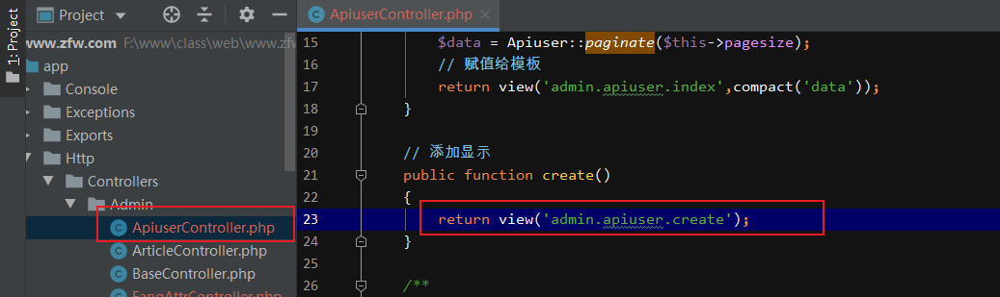 1: Project
Project
www.zfw.com F:\www\class\web\www.zfw
app
Console
Exceptions
Exports
Http
Controllers
Admin
ApiuserController.php
ArticleController.php
BaseController.php
FangAttrController.php
ApiuserController.php
15 $data = Apiuser::paginate($this->pagesize);
16 // 赋值给模板
17 return view('admin.apiuser.index',compact('data'));
18 }
19
20 // 添加显示
21 public function create()
22 {
23 return view('admin.apiuser.create');
24 }
25
26 /**